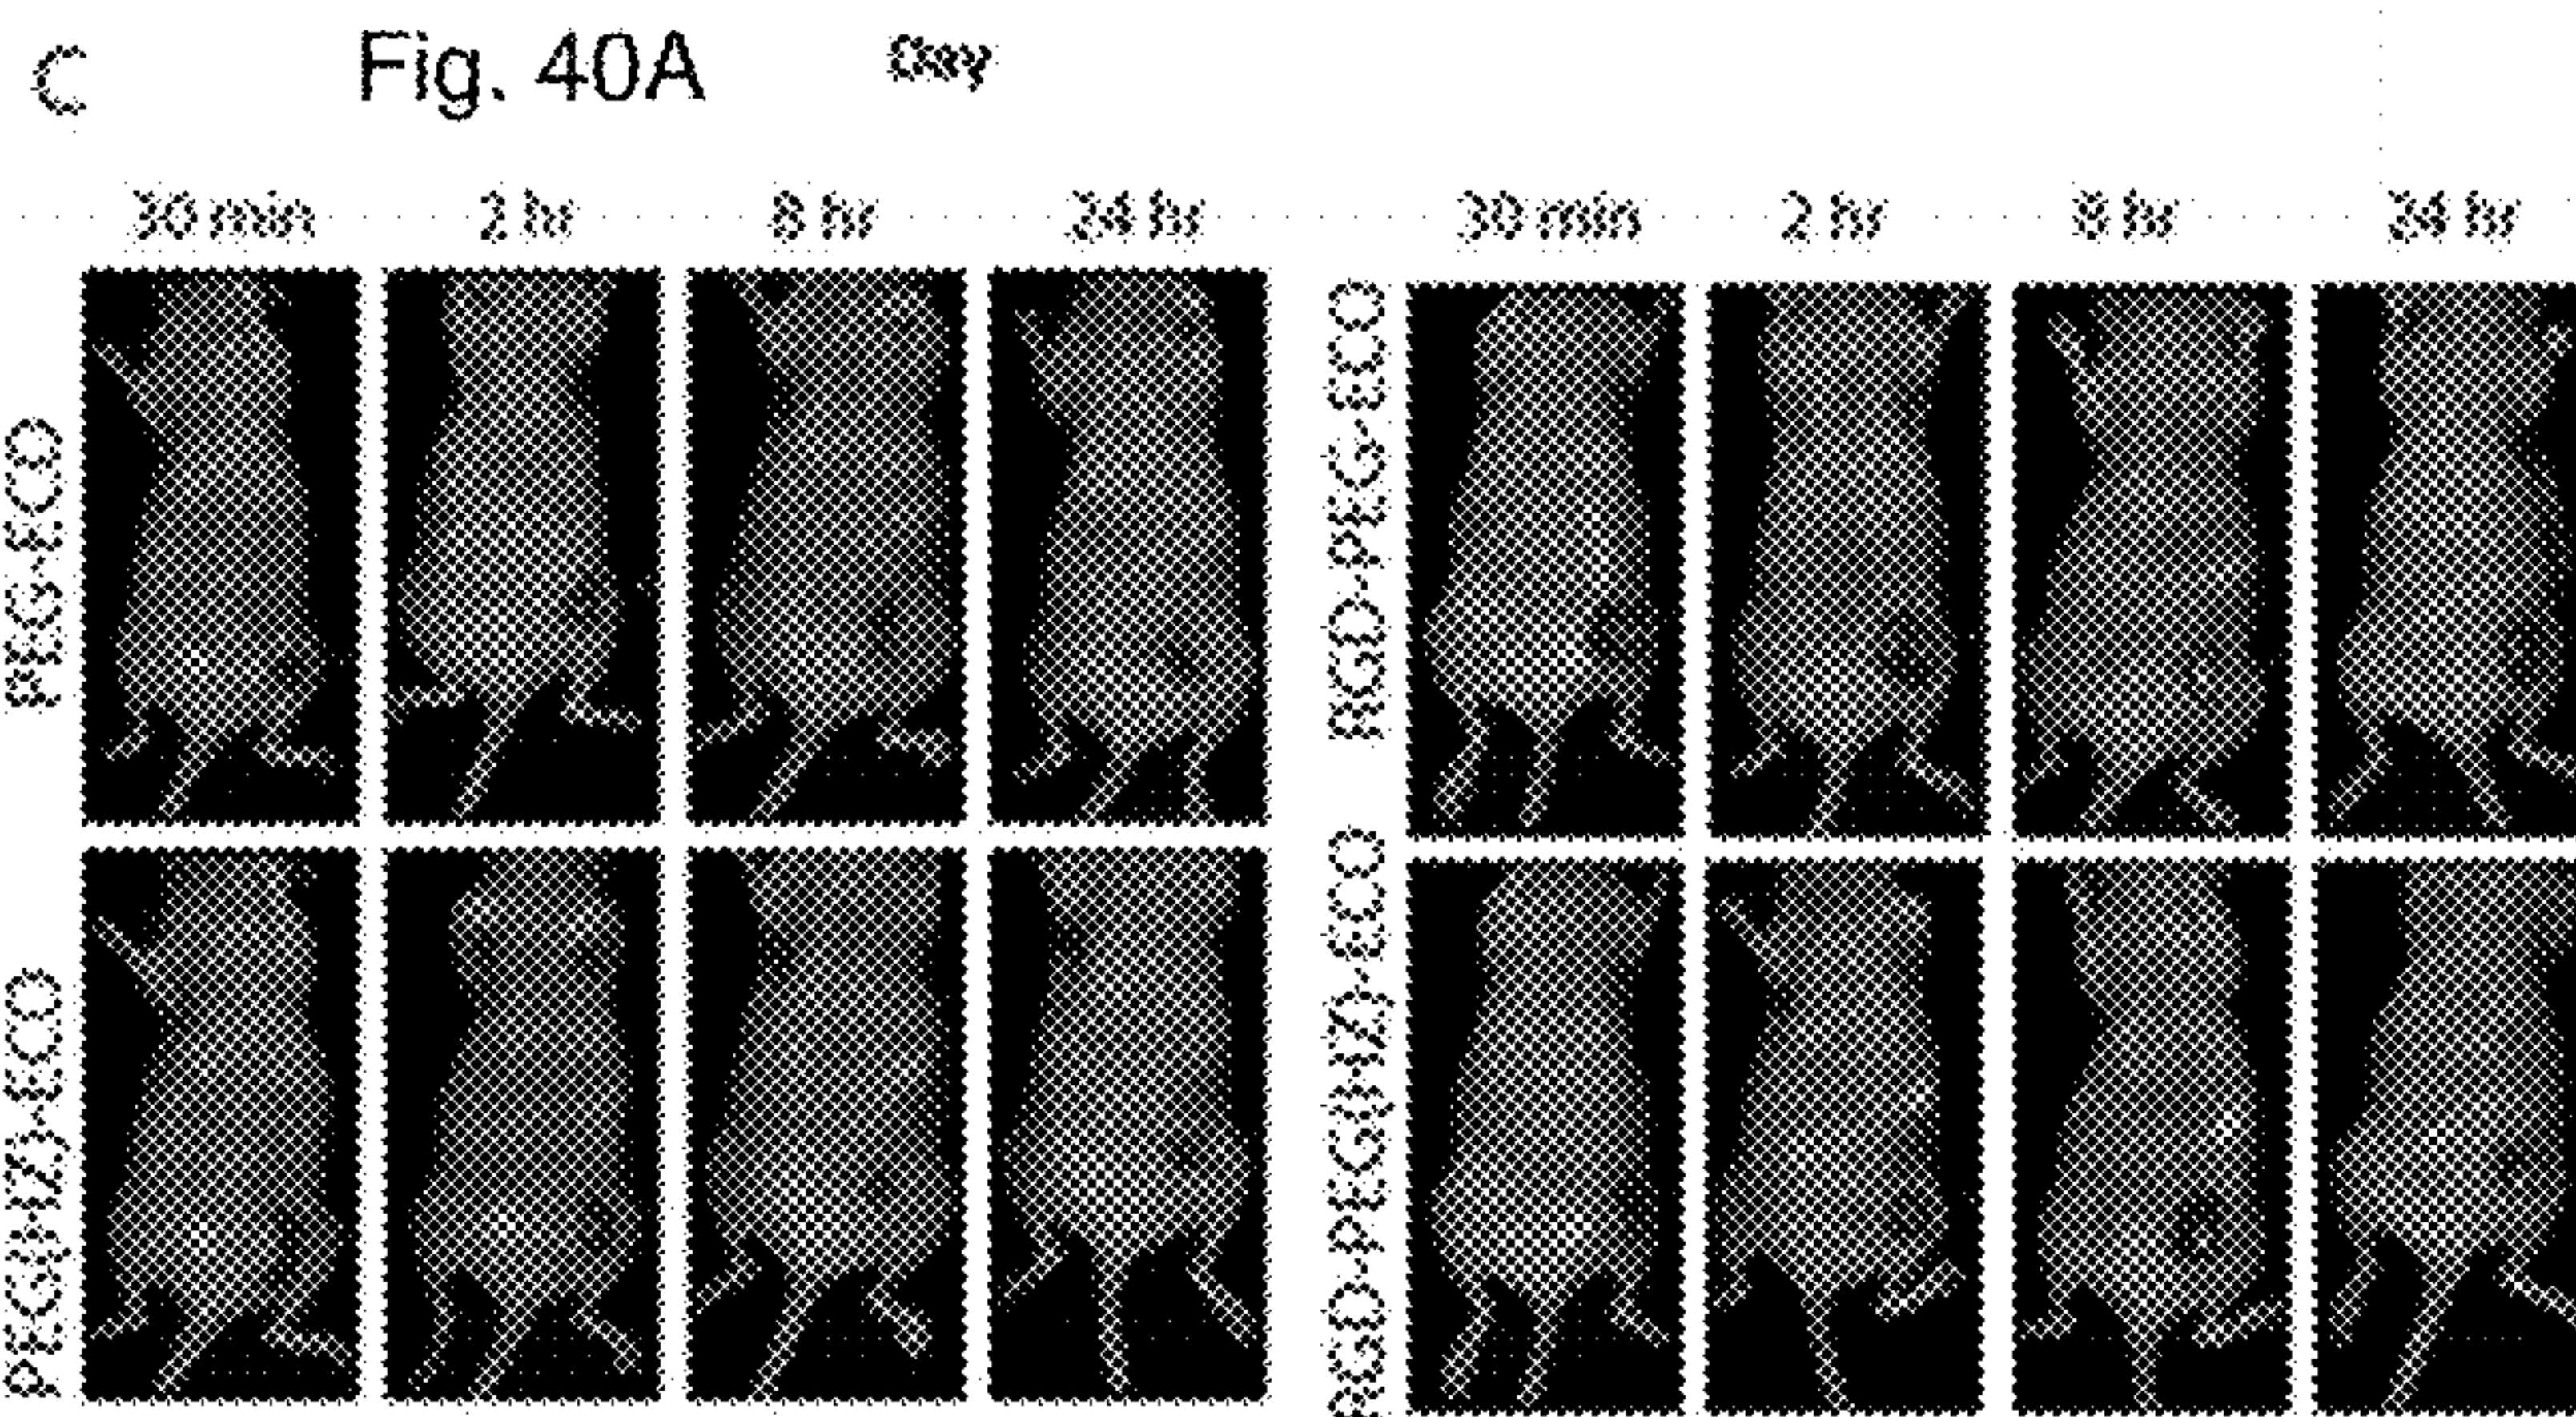 C Fig. 40A Day
30 min 2 hr 8 hr 24 hr 30 min 2 hr 8 hr 24 hr
PEG-ECO
RGD-PEG-ECO
PEG(HZ)-ECO
RGD-PEG(HZ)-ECO